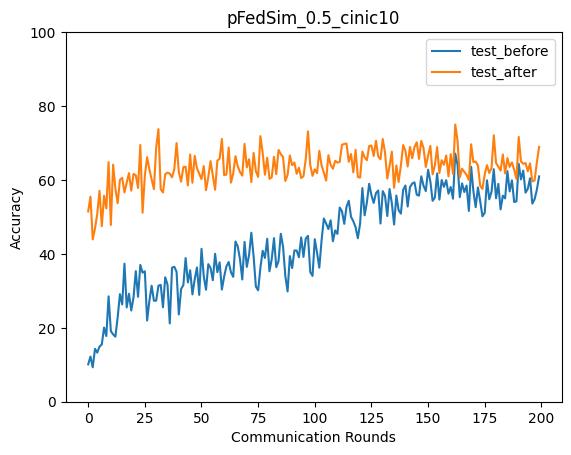 pFedSim_0.5_cinic10
100
80
60
40
20
0
Accuracy
test_before
test_after
0 25 50 75 100 125 150 175 200
Communication Rounds